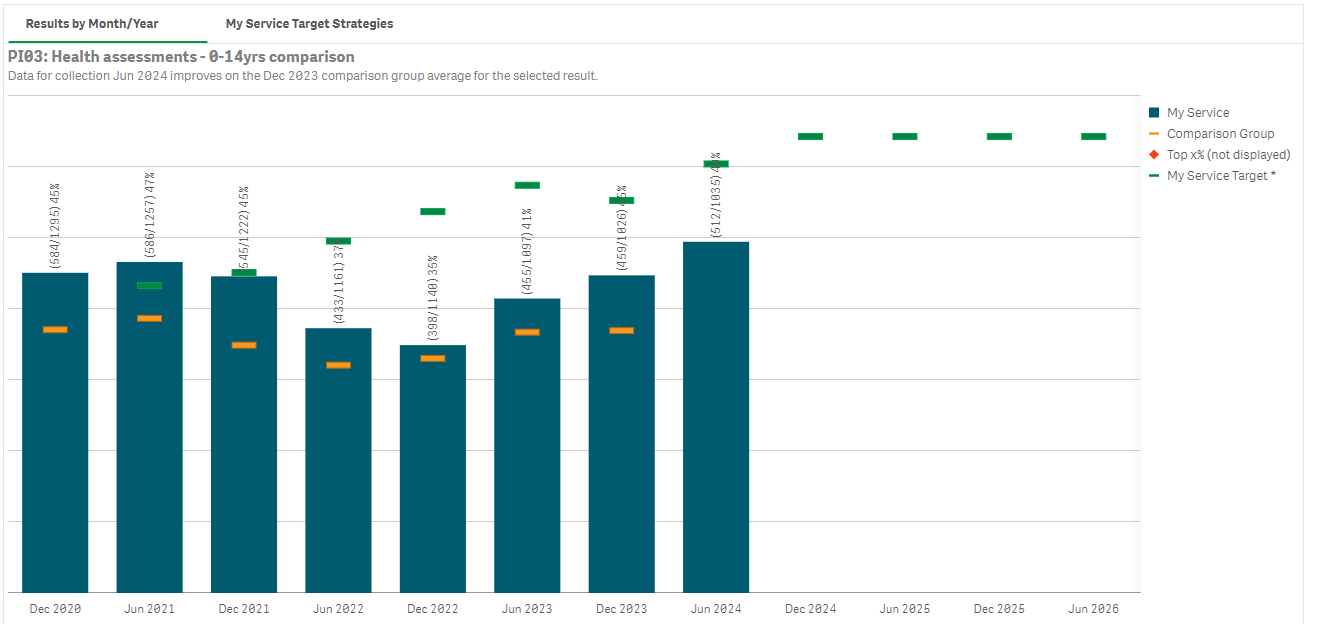 Results by Month/Year My Service Target Strategies
PI03: Health assessments - 0-14yrs comparison
Data for collection Jun 2024 improves on the Dec 2023 comparison group average for the selected result.
(584/1295) 45%
(586/1257) 47%
545/1222) 45%
(433/1161) 37
(398/1140) 35%
(455/1097) 41%
(459/1026)
(512/1035)
My Service
Comparison Group
Top x% (not displayed)
My Service Target *
Dec 2020 Jun 2021 Dec 2021 Jun 2022 Dec 2022 Jun 2023 Dec 2023 Jun 2024 Dec 2024 Jun 2025 Dec 2025 Jun 2026